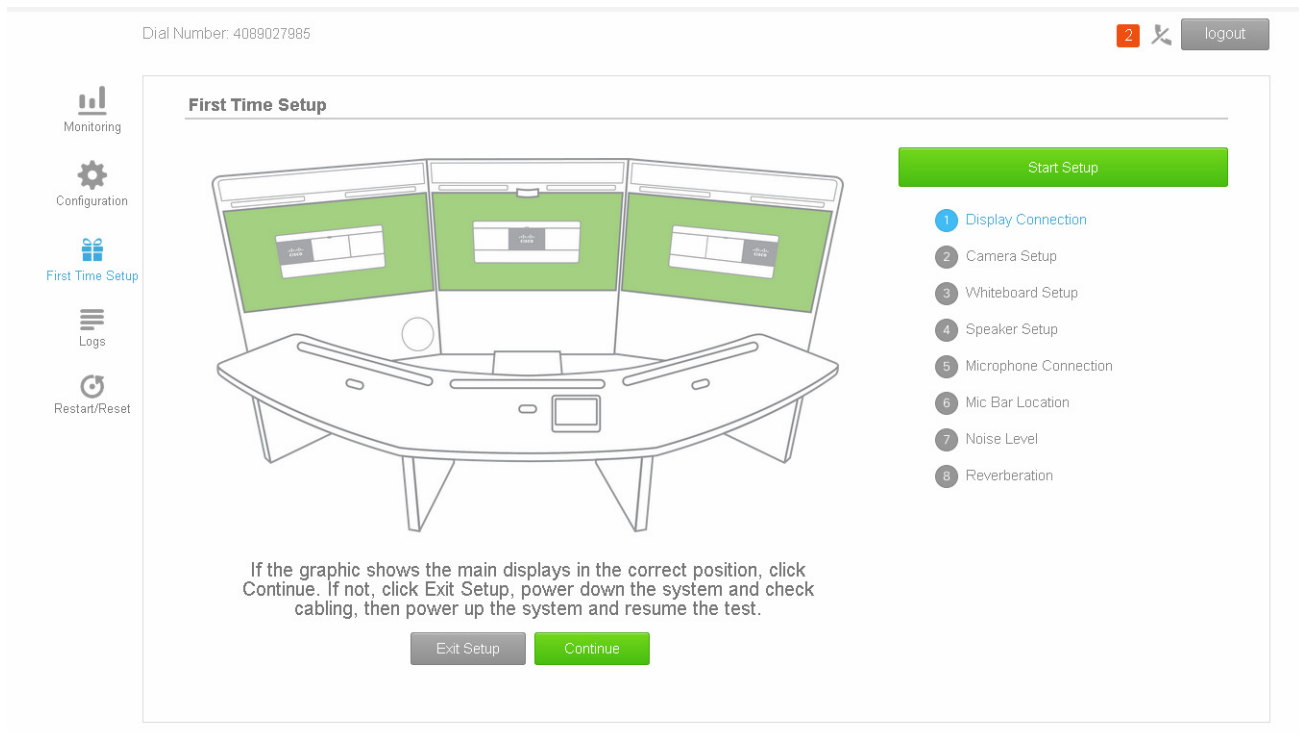 Dial Number: 4089027985
2
logout
Monitoring
Configuration
First Time Setup
Logs
Restart/Reset
First Time Setup
CISCO
CISCO
CISCO
If the graphic shows the main displays in the correct position, click
Continue. If not, click Exit Setup, power down the system and check
cabling, then power up the system and resume the test.
Exit Setup
Continue
Start Setup
1 Display Connection
2 Camera Setup
3 Whiteboard Setup
4 Speaker Setup
5 Microphone Connection
6 Mic Bar Location
7 Noise Level
8 Reverberation